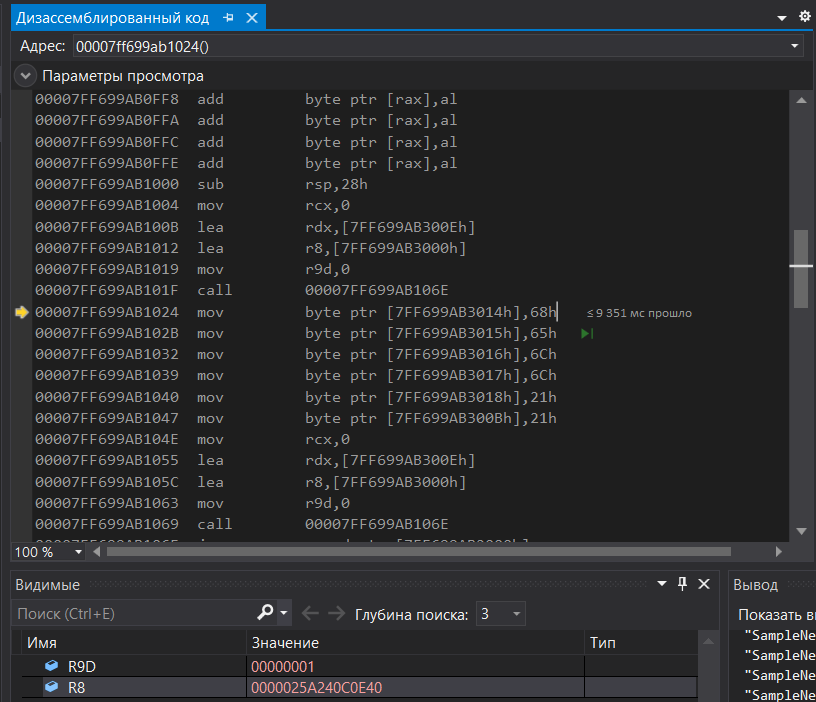 Дизассемблированный код
Адрес: 00007ff699ab1024()
Параметры просмотра
00007FF699AB0FF8 add byte ptr [rax],al
00007FF699AB0FFA add byte ptr [rax],al
00007FF699AB0FFC add byte ptr [rax],al
00007FF699AB0FFE add byte ptr [rax],al
00007FF699AB1000 sub rsp,28h
00007FF699AB1004 mov rcx,0
00007FF699AB100B lea rdx,[7FF699AB300Eh]
00007FF699AB1012 lea r8,[7FF699AB3000h]
00007FF699AB1019 mov r9d,0
00007FF699AB101F call 00007FF699AB106E
00007FF699AB1024 mov byte ptr [7FF699AB3014h],68h ≤ 9 351 мс прошло
00007FF699AB102B mov byte ptr [7FF699AB3015h],65h
00007FF699AB1032 mov byte ptr [7FF699AB3016h],6Ch
00007FF699AB1039 mov byte ptr [7FF699AB3017h],6Ch
00007FF699AB1040 mov byte ptr [7FF699AB3018h],21h
00007FF699AB1047 mov byte ptr [7FF699AB300Bh],21h
00007FF699AB104E mov rcx,0
00007FF699AB1055 lea rdx,[7FF699AB300Eh]
00007FF699AB105C lea r8,[7FF699AB3000h]
00007FF699AB1063 mov r9d,0
00007FF699AB1069 call 00007FF699AB106E
100 %
Видимые
Поиск (Ctrl+E) Глубина поиска: 3
Имя Значение Тип
R9D 00000001
R8 0000025A240C0E40
Вывод
Показать
"SampleNe
"SampleNe
"SampleNe
"SampleNe